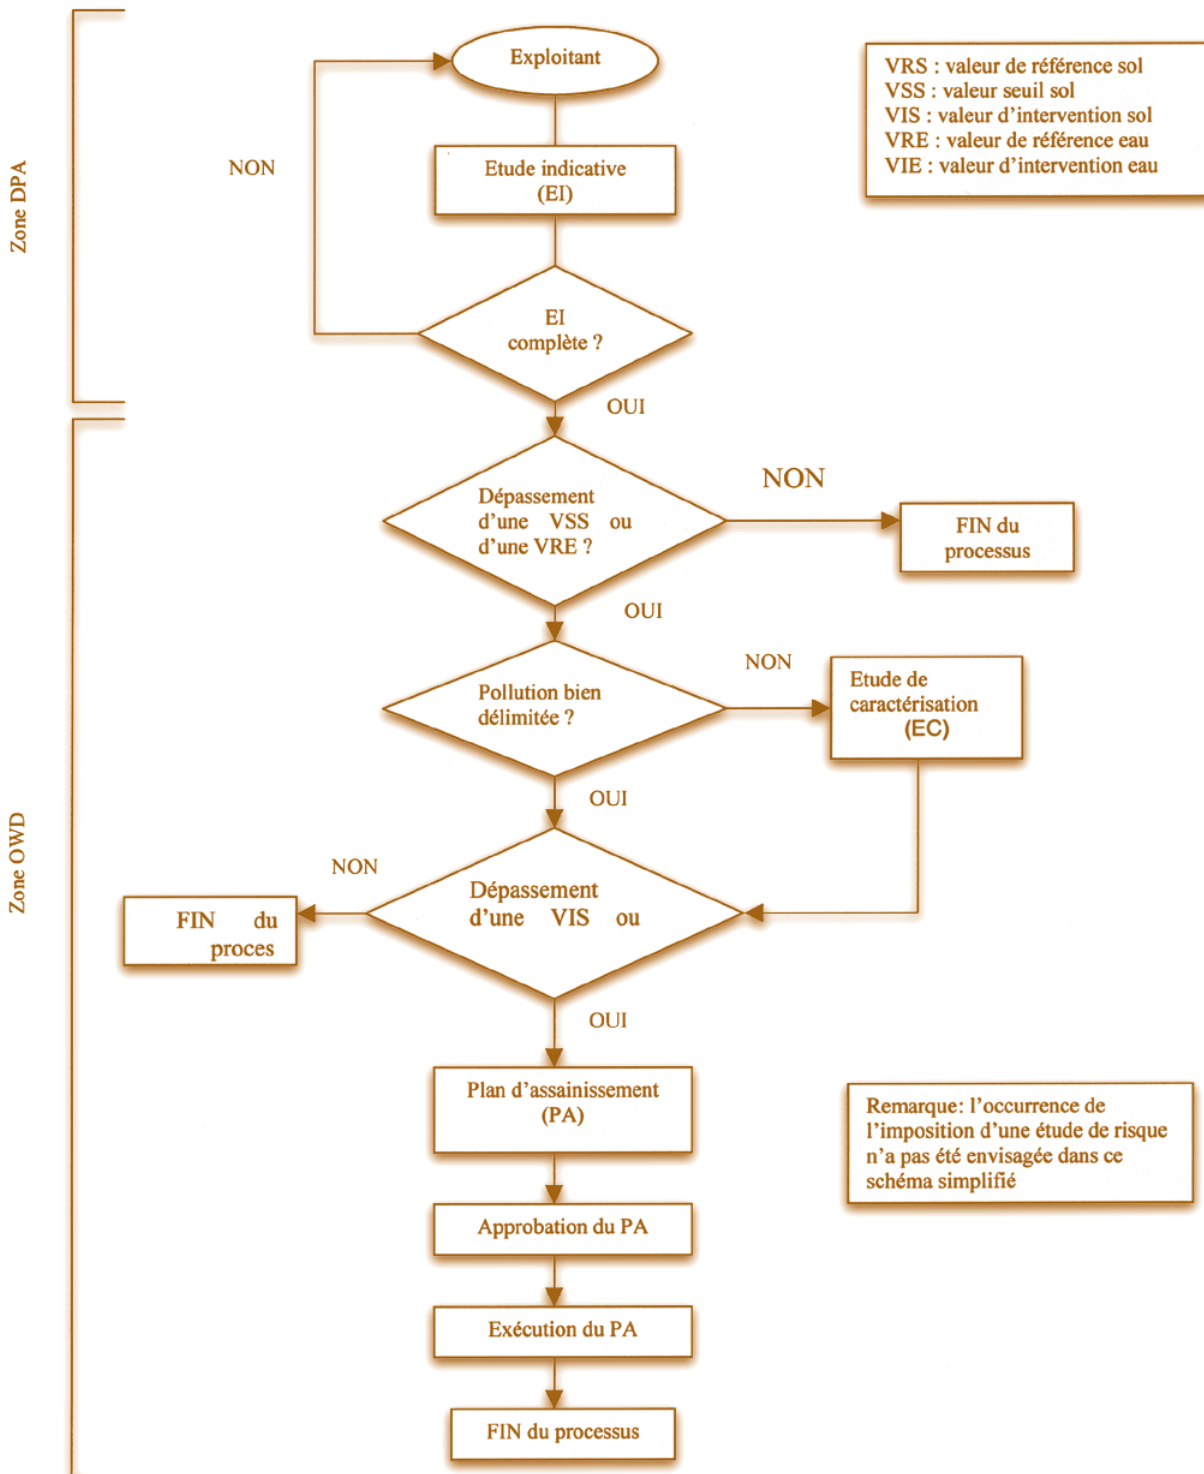 Exploitant
VRS : valeur de référence sol
VSS : valeur seuil sol
VIS : valeur d'intervention sol
VRE : valeur de référence eau
VIE : valeur d'intervention eau
NON
Etude indicative
(EI)
Zone DPA
EI
complète ?
OUI
Dépassement
d'une VSS ou
d'une VRE ?
NON
FIN du
processus
OUI
Pollution bien
délimitée ?
NON
Etude de
caractérisation
(EC)
OUI
Zone OWD
NON
Dépassement
d'une VIS ou
FIN du
proces
OUI
Plan d'assainissement
(PA)
Remarque: l'occurrence de
l'imposition d'une étude de risque
n'a pas été envisagée dans ce
schéma simplifié
Approbation du PA
Exécution du PA
FIN du processus